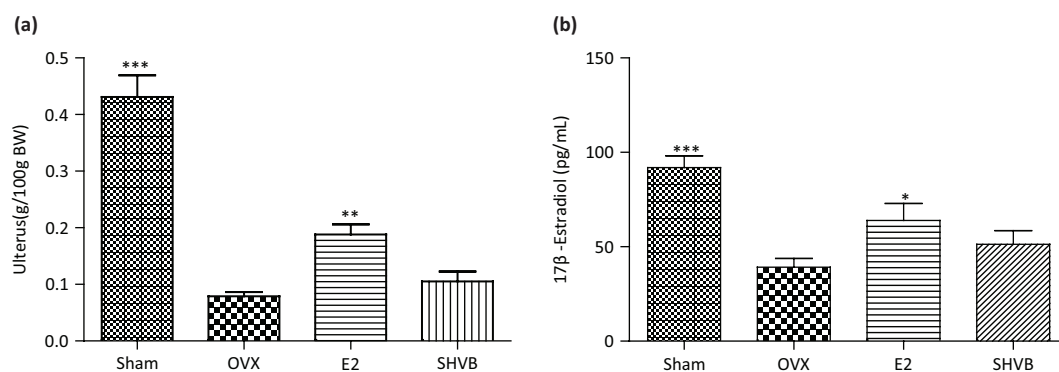 (a)
Ulterus(g/100g BW)
0.5
0.4
0.3
0.2
0.1
0.0
***
**
Sham OVX E2 SHVB
(b)
17β -Estradiol (pg/mL)
150
100
50
0
***
*
Sham OVX E2 SHVB